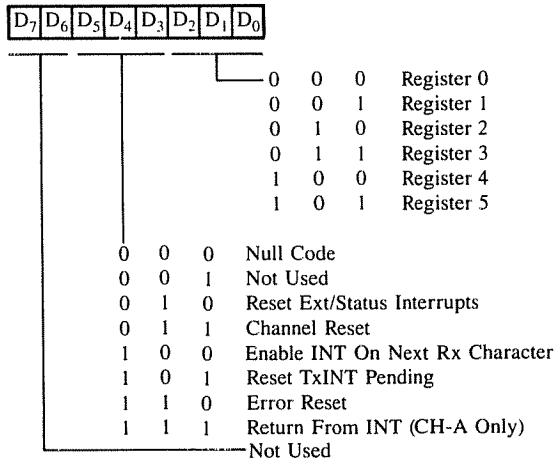 D7 D6 D5 D4 D3 D2 D1 D0
0 0 0 Register 0
0 0 1 Register 1
0 1 0 Register 2
0 1 1 Register 3
1 0 0 Register 4
1 0 1 Register 5
0 0 0 Null Code
0 0 1 Not Used
0 1 0 Reset Ext/Status Interrupts
0 1 1 Channel Reset
1 0 0 Enable INT On Next Rx Character
1 0 1 Reset TxINT Pending
1 1 0 Error Reset
1 1 1 Return From INT (CH-A Only)
Not Used